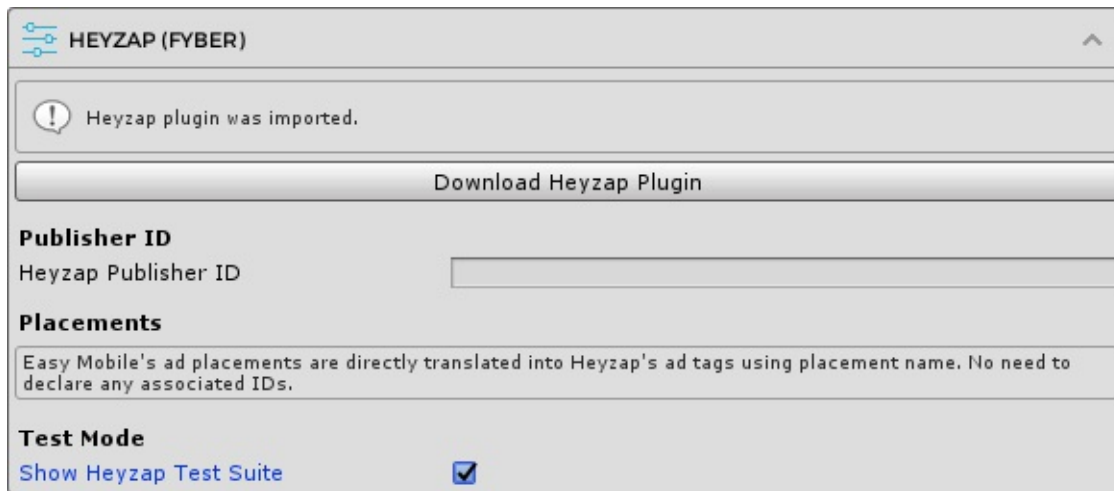 HEYZAP (FYBER)
Heyzap plugin was imported.
Download Heyzap Plugin
Publisher ID
Heyzap Publisher ID
Placements
Easy Mobile's ad placements are directly translated into Heyzap's ad tags using placement name. No need to
declare any associated IDs.
Test Mode
Show Heyzap Test Suite